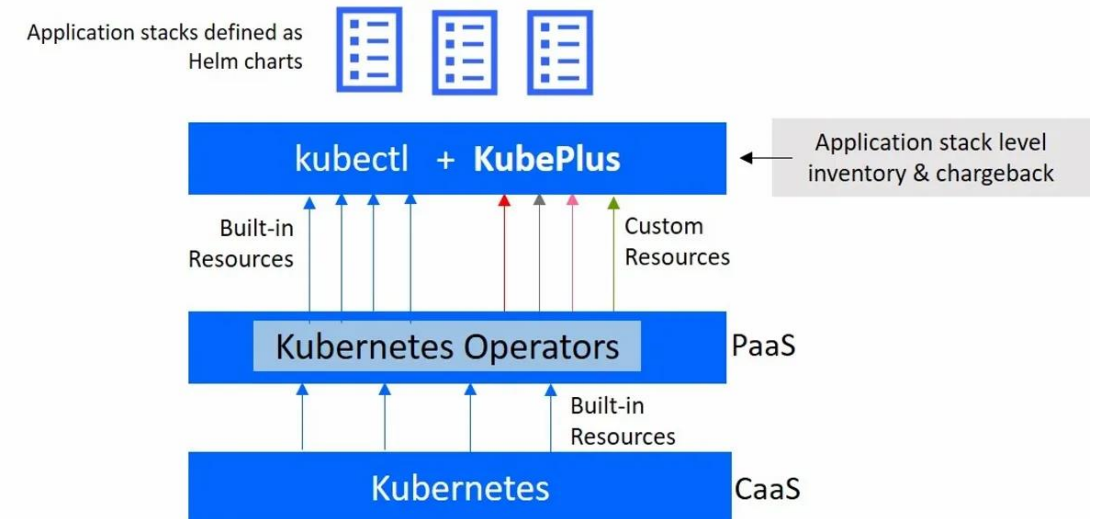 Application stacks defined as
Helm charts
kubectl + KubePlus
Application stack level
inventory & chargeback
Built-in
Resources
Custom
Resources
Kubernetes Operators
PaaS
Built-in
Resources
Kubernetes
CaaS